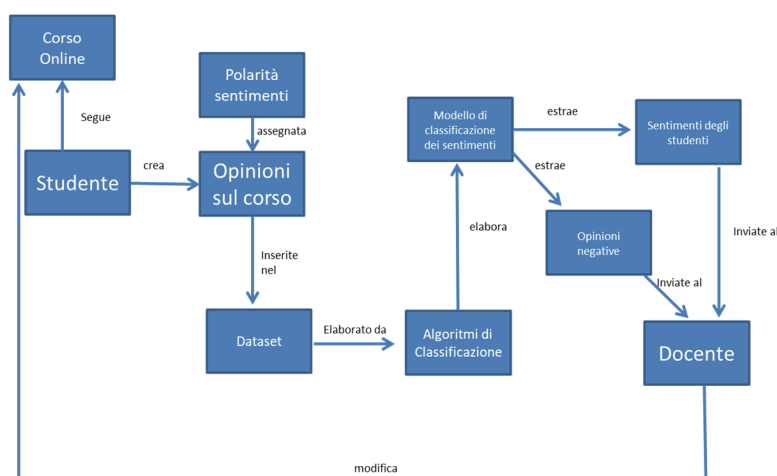 Corso
Online
Polarità
sentimenti
Segue
assegnata
Studente
crea
Opinioni
sul corso
Inserite
nel
Dataset
Elaborato da
Algoritmi di
Classificazione
elabora
Modello di
classificazione
dei sentimenti
estrae
Sentimenti degli
studenti
estrae
Opinioni
negative
Inviate al
Inviate al
Docente
modifica